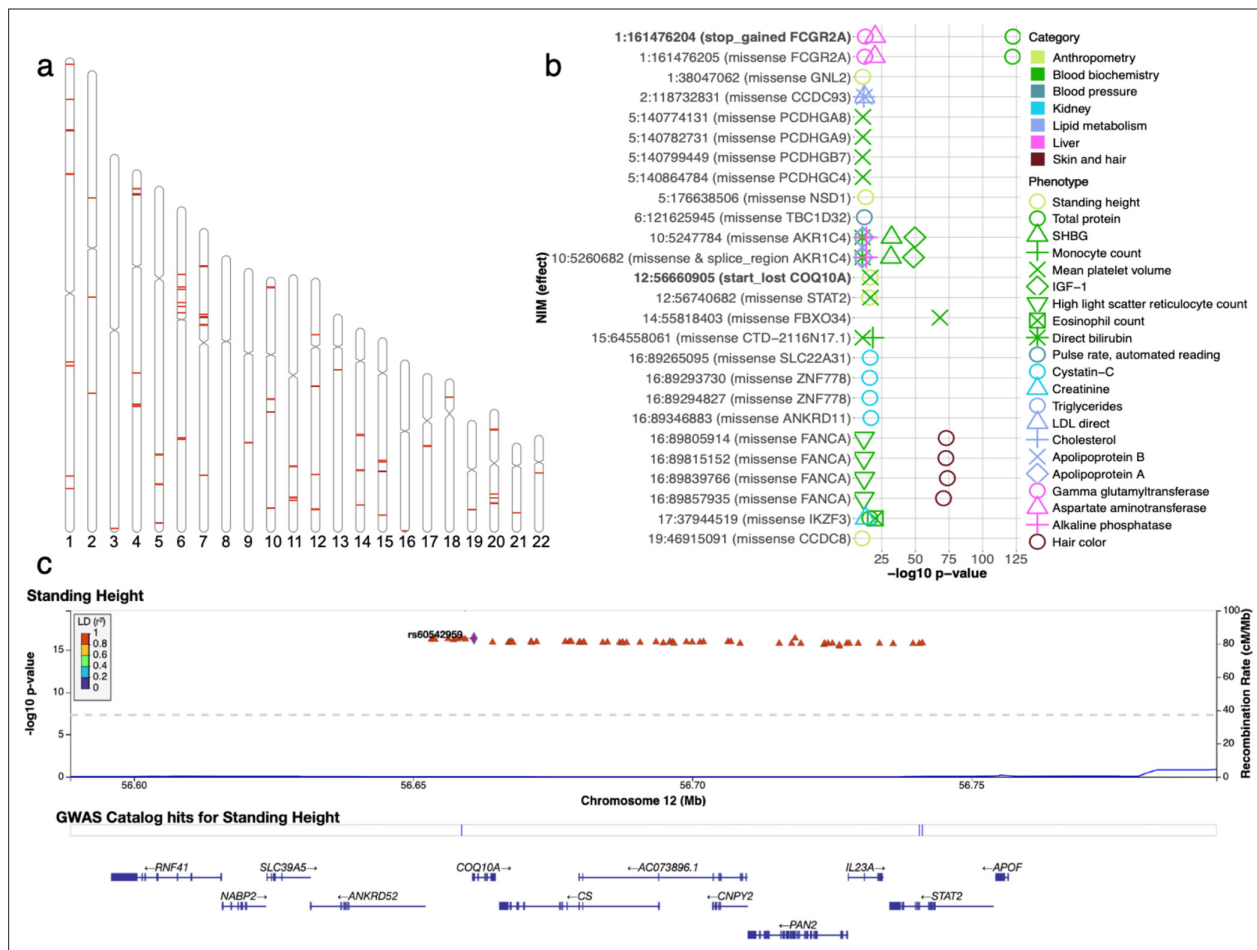 a
1 2 3 4 5 6 7 8 9 10 11 12 13 14 15 16 17 18 19 20 21 22
b
NIM (effect)
1:161476204 (stop_gained FCGR2A)
1:161476205 (missense FCGR2A)
1:38047062 (missense GNL2)
2:118732831 (missense CCDC93)
5:140774131 (missense PCDHGA8)
5:140782731 (missense PCDHGA9)
5:140799449 (missense PCDHGB7)
5:140864784 (missense PCDHGC4)
5:176638506 (missense NSD1)
6:121625945 (missense TBC1D32)
10:5247784 (missense AKR1C4)
10:5260682 (missense & splice_region AKR1C4)
12:56660905 (start_lost COQ10A)
12:56740682 (missense STAT2)
14:55818403 (missense FBXO34)
15:64558061 (missense CTD-2116N17.1)
16:89265095 (missense SLC22A31)
16:89293730 (missense ZNF778)
16:89294827 (missense ZNF778)
16:89346883 (missense ANKRD11)
16:89805914 (missense FANCA)
16:89815152 (missense FANCA)
16:89839766 (missense FANCA)
16:89857935 (missense FANCA)
17:37944519 (missense IKZF3)
19:46915091 (missense CCDC8)
25 50 75 100 125
-log10 p-value
Category
Anthropometry
Blood biochemistry
Blood pressure
Kidney
Lipid metabolism
Liver
Skin and hair
Phenotype
Standing height
Total protein
SHBG
Monocyte count
Mean platelet volume
IGF-1
High light scatter reticulocyte count
Eosinophil count
Direct bilirubin
Pulse rate, automated reading
Cystatin-C
Creatinine
Triglycerides
LDL direct
Cholesterol
Apolipoprotein B
Apolipoprotein A
Gamma glutamyltransferase
Aspartate aminotransferase
Alkaline phosphatase
Hair color
c
Standing Height
LD (r²)
1
0.8
0.6
0.4
0.2
0
rs60542959
-log10 p-value
15
10
5
0
Recombination Rate (cM/Mb)
100
80
60
40
20
0
56.60 56.65 56.70 56.75
Chromosome 12 (Mb)
GWAS Catalog hits for Standing Height
←RNF41 SLC39A5→ COQ10A→ ←AC073896.1 IL23A→ ←APOF
NABP2→ ←ANKRD52 ←CS ←CNPY2 ←STAT2
←PAN2